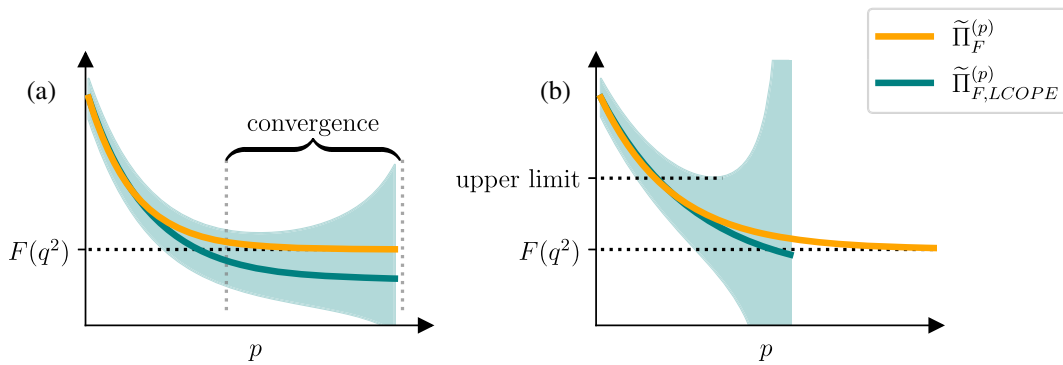 (a)
convergence
F(q²)
p
(b)
upper limit
F(q²)
p
Π̃_F^(p)
Π̃_{F,LCOPE}^(p)